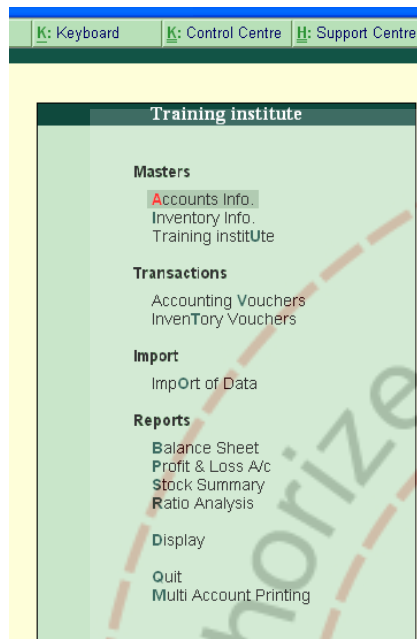 K: Keyboard K: Control Centre H: Support Centre
Training institute
Masters
Accounts Info.
Inventory Info.
Training institUte
Transactions
Accounting Vouchers
InvenTory Vouchers
Import
ImpOrt of Data
Reports
Balance Sheet
Profit & Loss A/c
Stock Summary
Ratio Analysis
Display
Quit
Multi Account Printing
horize